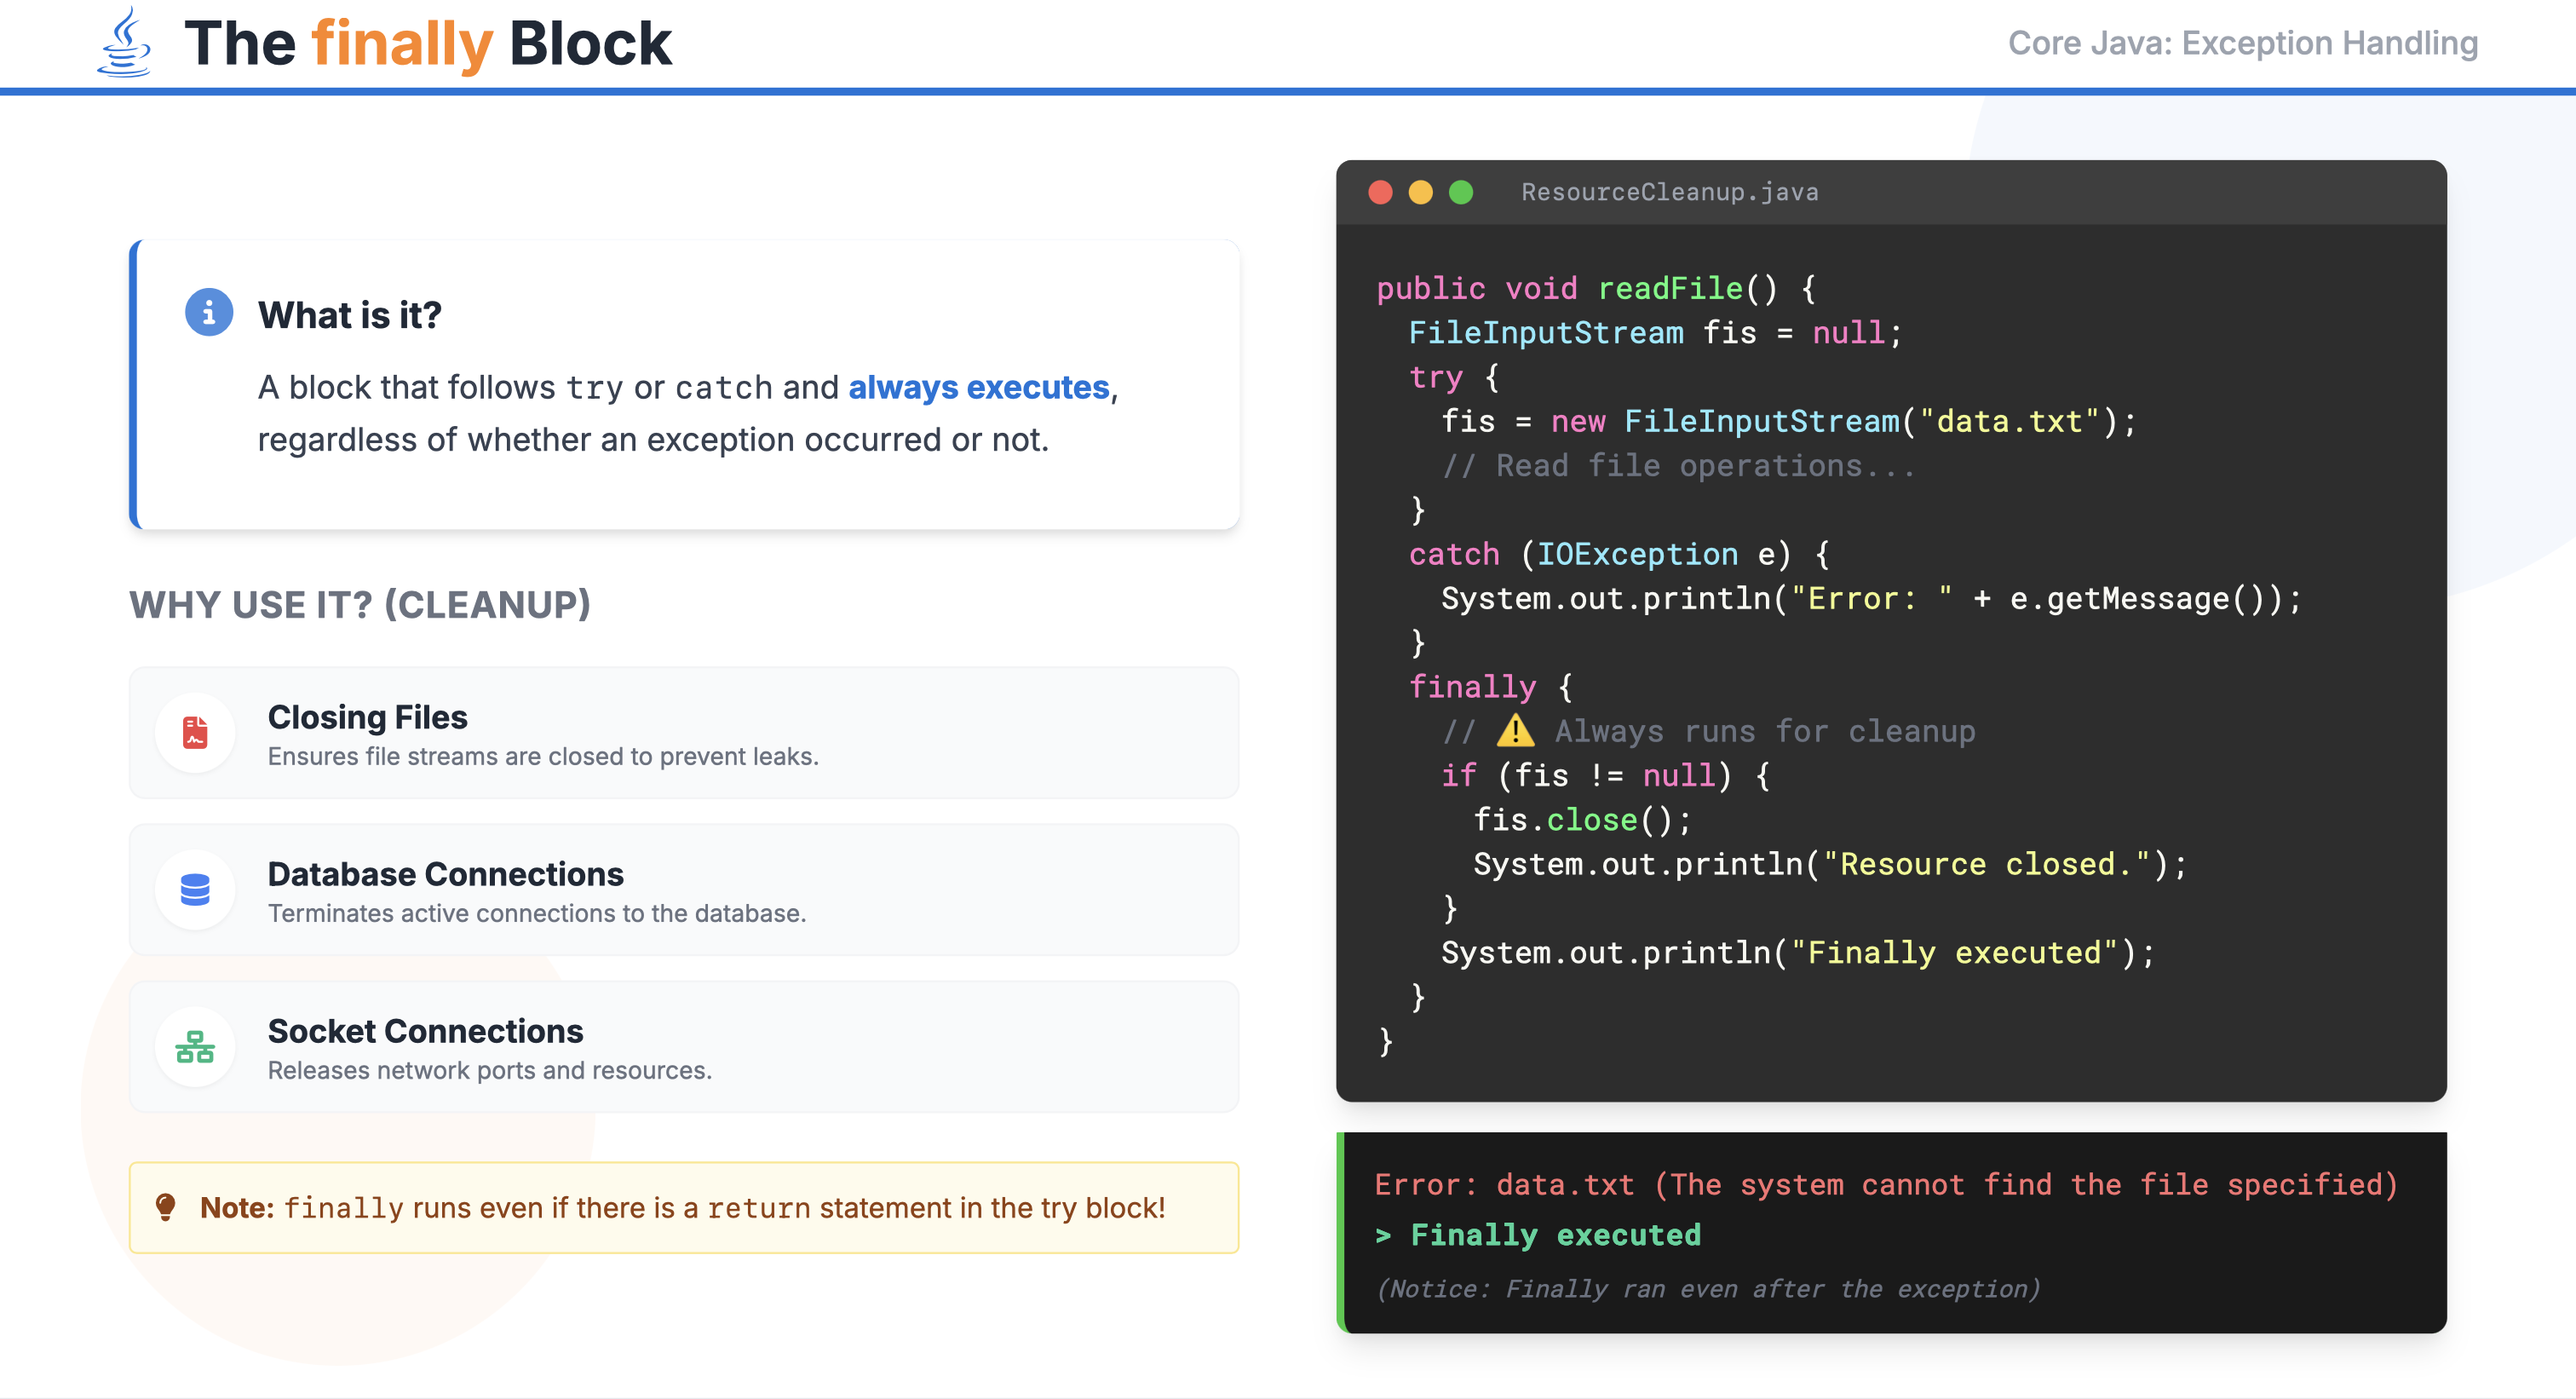 The finally Block
Core Java: Exception Handling
What is it?
A block that follows try or catch and always executes,
regardless of whether an exception occurred or not.
WHY USE IT? (CLEANUP)
Closing Files
Ensures file streams are closed to prevent leaks.
Database Connections
Terminates active connections to the database.
Socket Connections
Releases network ports and resources.
Note: finally runs even if there is a return statement in the try block!
ResourceCleanup.java
public void readFile() {
  FileInputStream fis = null;
  try {
    fis = new FileInputStream("data.txt");
    // Read file operations...
  }
  catch (IOException e) {
    System.out.println("Error: " + e.getMessage());
  }
  finally {
    // ⚠️ Always runs for cleanup
    if (fis != null) {
      fis.close();
      System.out.println("Resource closed.");
    }
    System.out.println("Finally executed");
  }
}
Error: data.txt (The system cannot find the file specified)
> Finally executed
(Notice: Finally ran even after the exception)